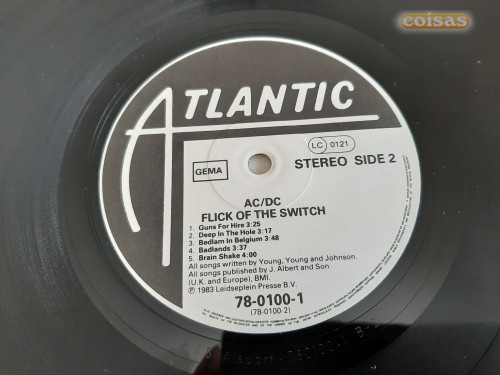 coisas
ATLANTIC
GEMA
LC 0121
STEREO SIDE 2
AC/DC
FLICK OF THE SWITCH
1. Guns For Hire 3:25
2. Deep In The Hole 3:17
3. Bedlam in Belgium 3:48
4. Badlands 3:37
5. Brain Shake 4:00
All songs written by Young, Young and Johnson.
All songs published by J. Albert and Son
(U.K. and Europe), BMI.
℗ 1983 Leidseplein Presse B.V.
78-0100-1
(78-0100-2)